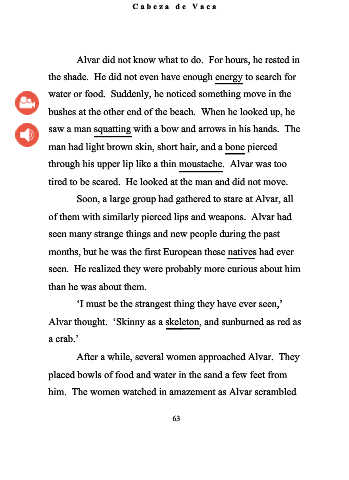 Cabeza de Vaca
Alvar did not know what to do. For hours, he rested in
the shade. He did not even have enough energy to search for
water or food. Suddenly, he noticed something move in the
bushes at the other end of the beach. When he looked up, he
saw a man squatting with a bow and arrows in his hands. The
man had light brown skin, short hair, and a bone pierced
through his upper lip like a thin moustache. Alvar was too
tired to be scared. He looked at the man and did not move.
Soon, a large group had gathered to stare at Alvar, all
of them with similarly pierced lips and weapons. Alvar had
seen many strange things and new people during the past
months, but he was the first European these natives had ever
seen. He realized they were probably more curious about him
than he was about them.
‘I must be the strangest thing they have ever seen,’
Alvar thought. ‘Skinny as a skeleton, and sunburned as red as
a crab.’
After a while, several women approached Alvar. They
placed bowls of food and water in the sand a few feet from
him. The women watched in amazement as Alvar scrambled
63